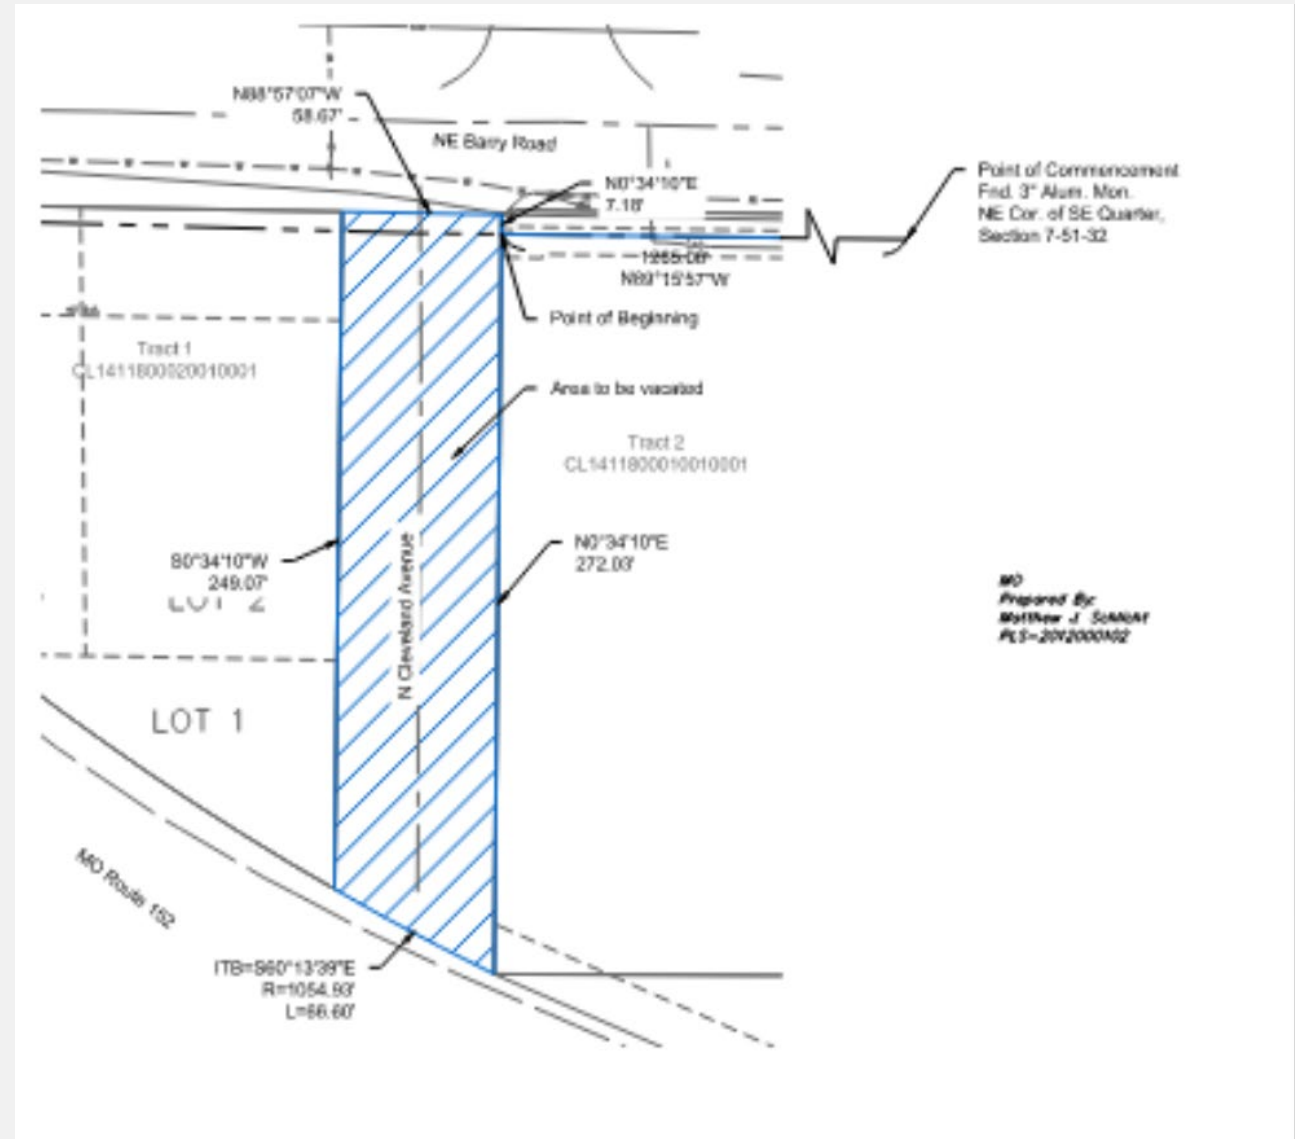 N88°57'07"W
58.67'
NE Barry Road
N0°34'10"E
7.18'
Point of Commencement
Fnd. 3" Alum. Mon.
NE Cor. of SE Quarter,
Section 7-51-32
N89°15'57"W
Point of Beginning
Tract 1
CL1411800020010001
Area to be vacated
Tract 2
CL1411800010010001
N Cleveland Avenue
S0°34'10"W
249.07'
LOT 2
N0°34'10"E
272.03'
MO
Prepared By:
Matthew J. Schlicht
PLS-2012000102
LOT 1
MO Route 152
ITB=S60°13'39"E
R=1054.93'
L=66.60'